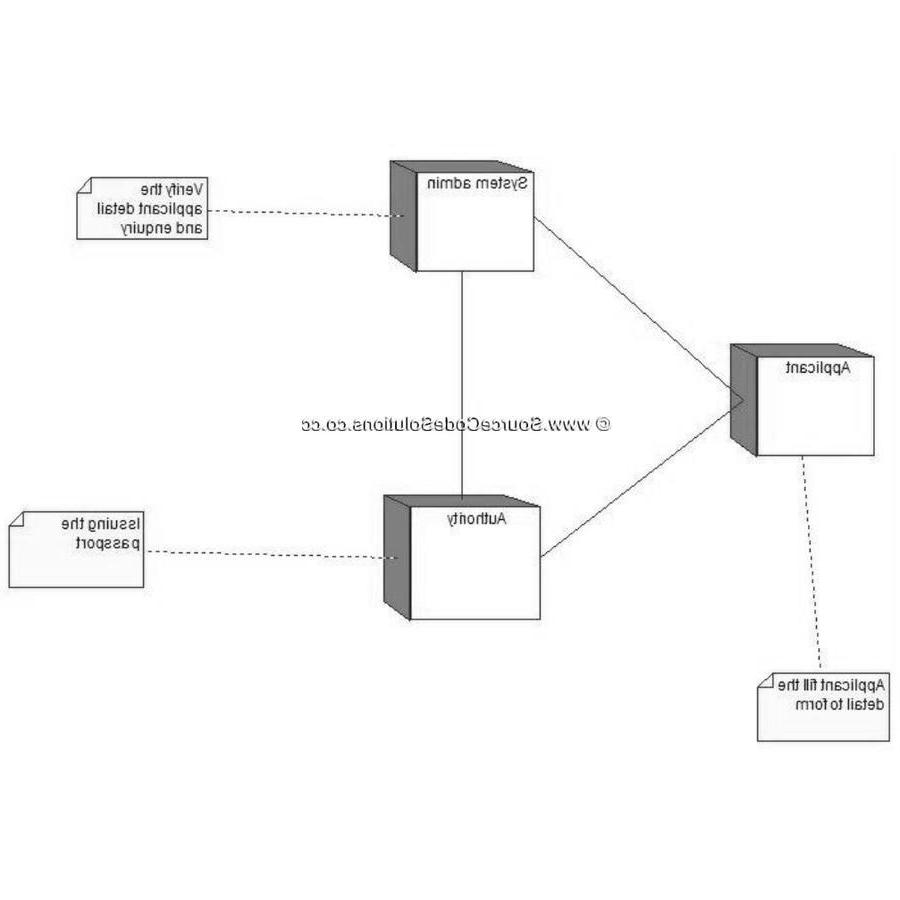 System admin
Verify the
applicant detail
and enquiry
Applicant
© www.SourceCodeSolutions.co.cc
Authority
Issuing the
passport
Applicant fill the
detail to form